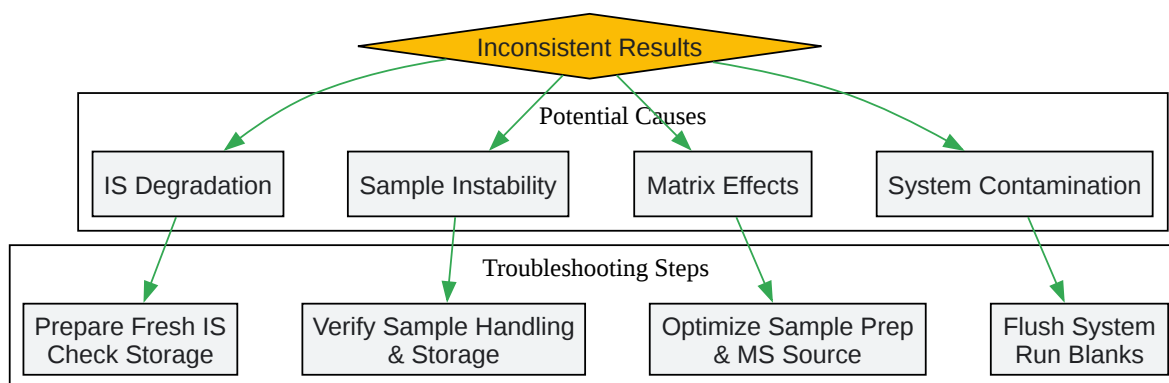 Inconsistent Results
Potential Causes
IS Degradation
Sample Instability
Matrix Effects
System Contamination
Troubleshooting Steps
Prepare Fresh IS
Check Storage
Verify Sample Handling
& Storage
Optimize Sample Prep
& MS Source
Flush System
Run Blanks